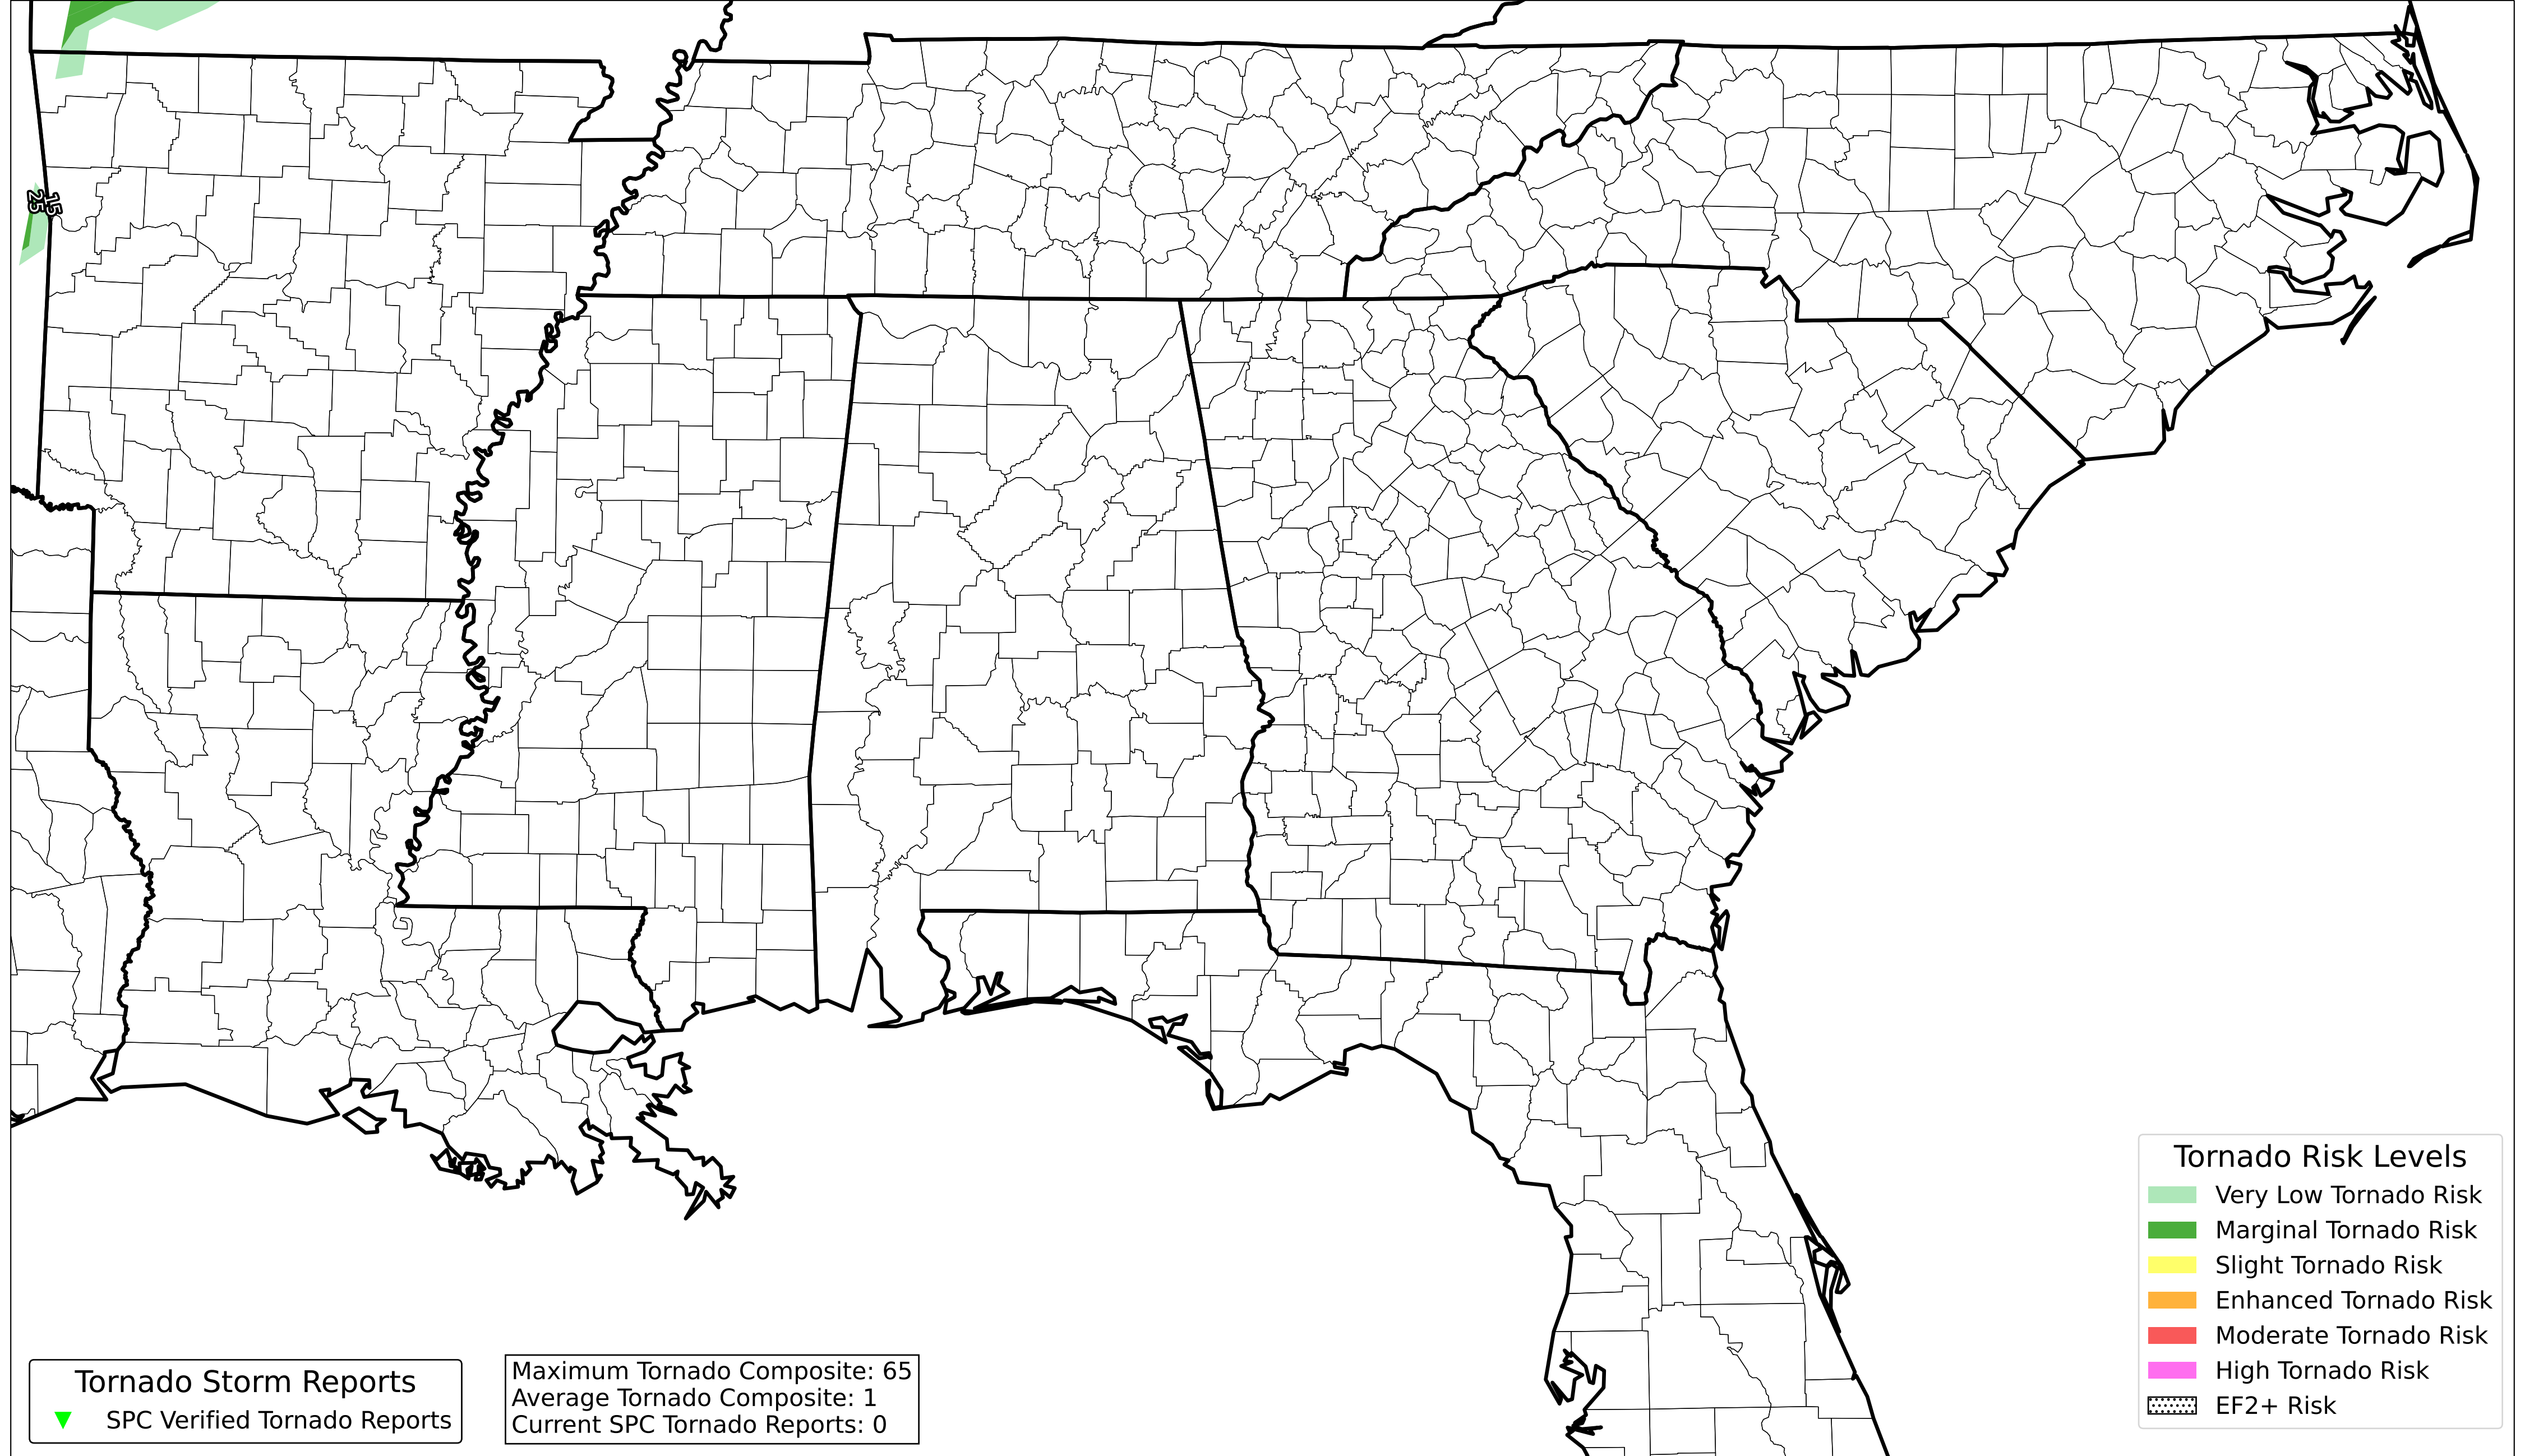 15
25
Tornado Risk Levels
Very Low Tornado Risk
Marginal Tornado Risk
Slight Tornado Risk
Enhanced Tornado Risk
Moderate Tornado Risk
High Tornado Risk
EF2+ Risk
Tornado Storm Reports
SPC Verified Tornado Reports
Maximum Tornado Composite: 65
Average Tornado Composite: 1
Current SPC Tornado Reports: 0